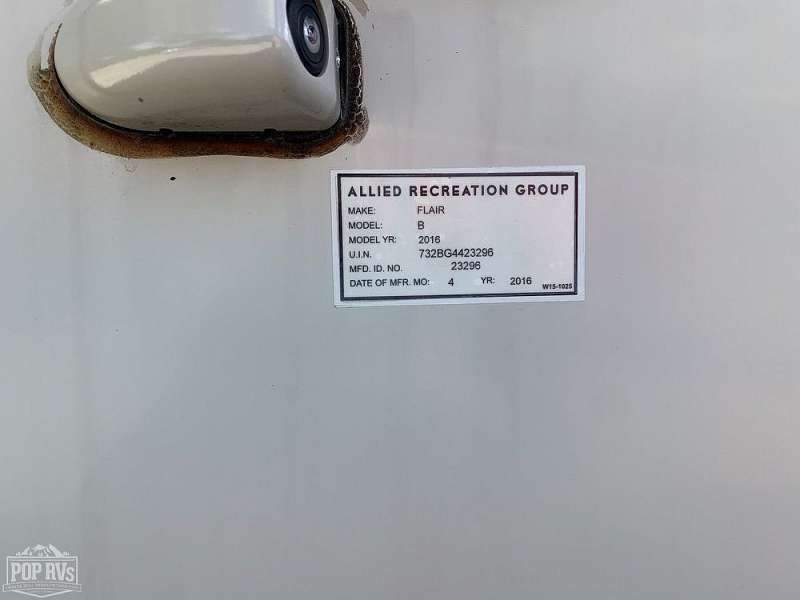 ALLIED RECREATION GROUP
MAKE: FLAIR
MODEL: B
MODEL YR: 2016
U.I.N. 732BG4423296
MFD. ID. NO. 23296
DATE OF MFR. MO: 4 YR: 2016 W15-1025
POP RVs